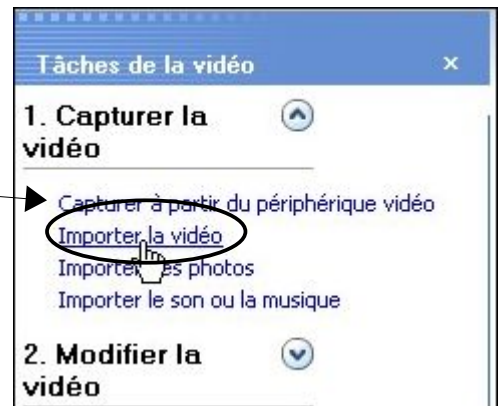 Tâches de la vidéo
1. Capturer la
vidéo
Capturer à partir du périphérique vidéo
Importer la vidéo
Importer des photos
Importer le son ou la musique
2. Modifier la
vidéo